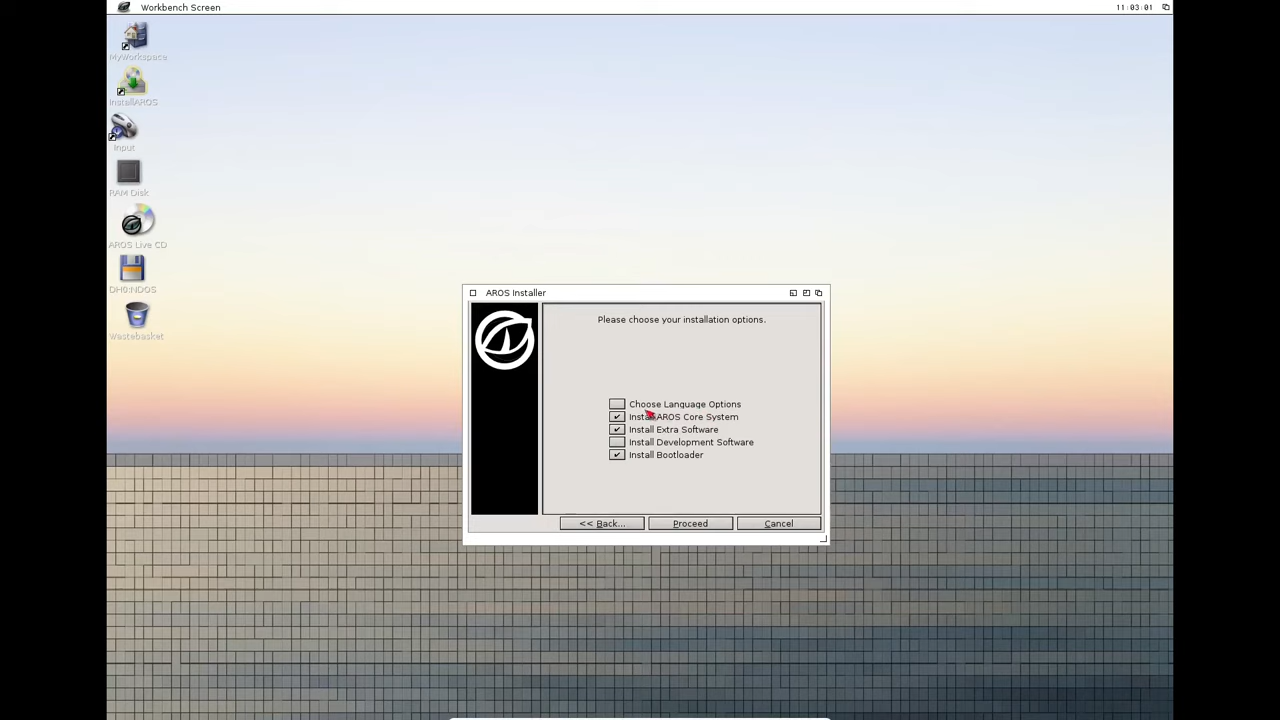 Workbench Screen
11:03:01
MyWorkspace
InstallAROS
Input
RAM Disk
AROS Live CD
DH0:NDOS
Wastebasket
AROS Installer
Please choose your installation options.
Choose Language Options
Install AROS Core System
Install Extra Software
Install Development Software
Install Bootloader
<< Back...
Proceed
Cancel